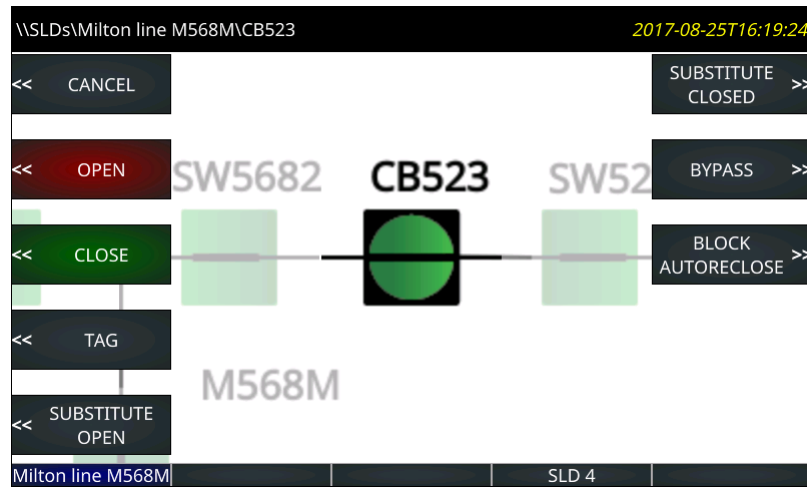 \\SLDs\Milton line M568M\CB523
2017-08-25T16:19:24
<< CANCEL
SUBSTITUTE
CLOSED >>
<< OPEN
SW5682
CB523
SW52
BYPASS >>
<< CLOSE
BLOCK
AUTORECLOSE >>
<< TAG
M568M
<< SUBSTITUTE
OPEN
Milton line M568M
SLD 4